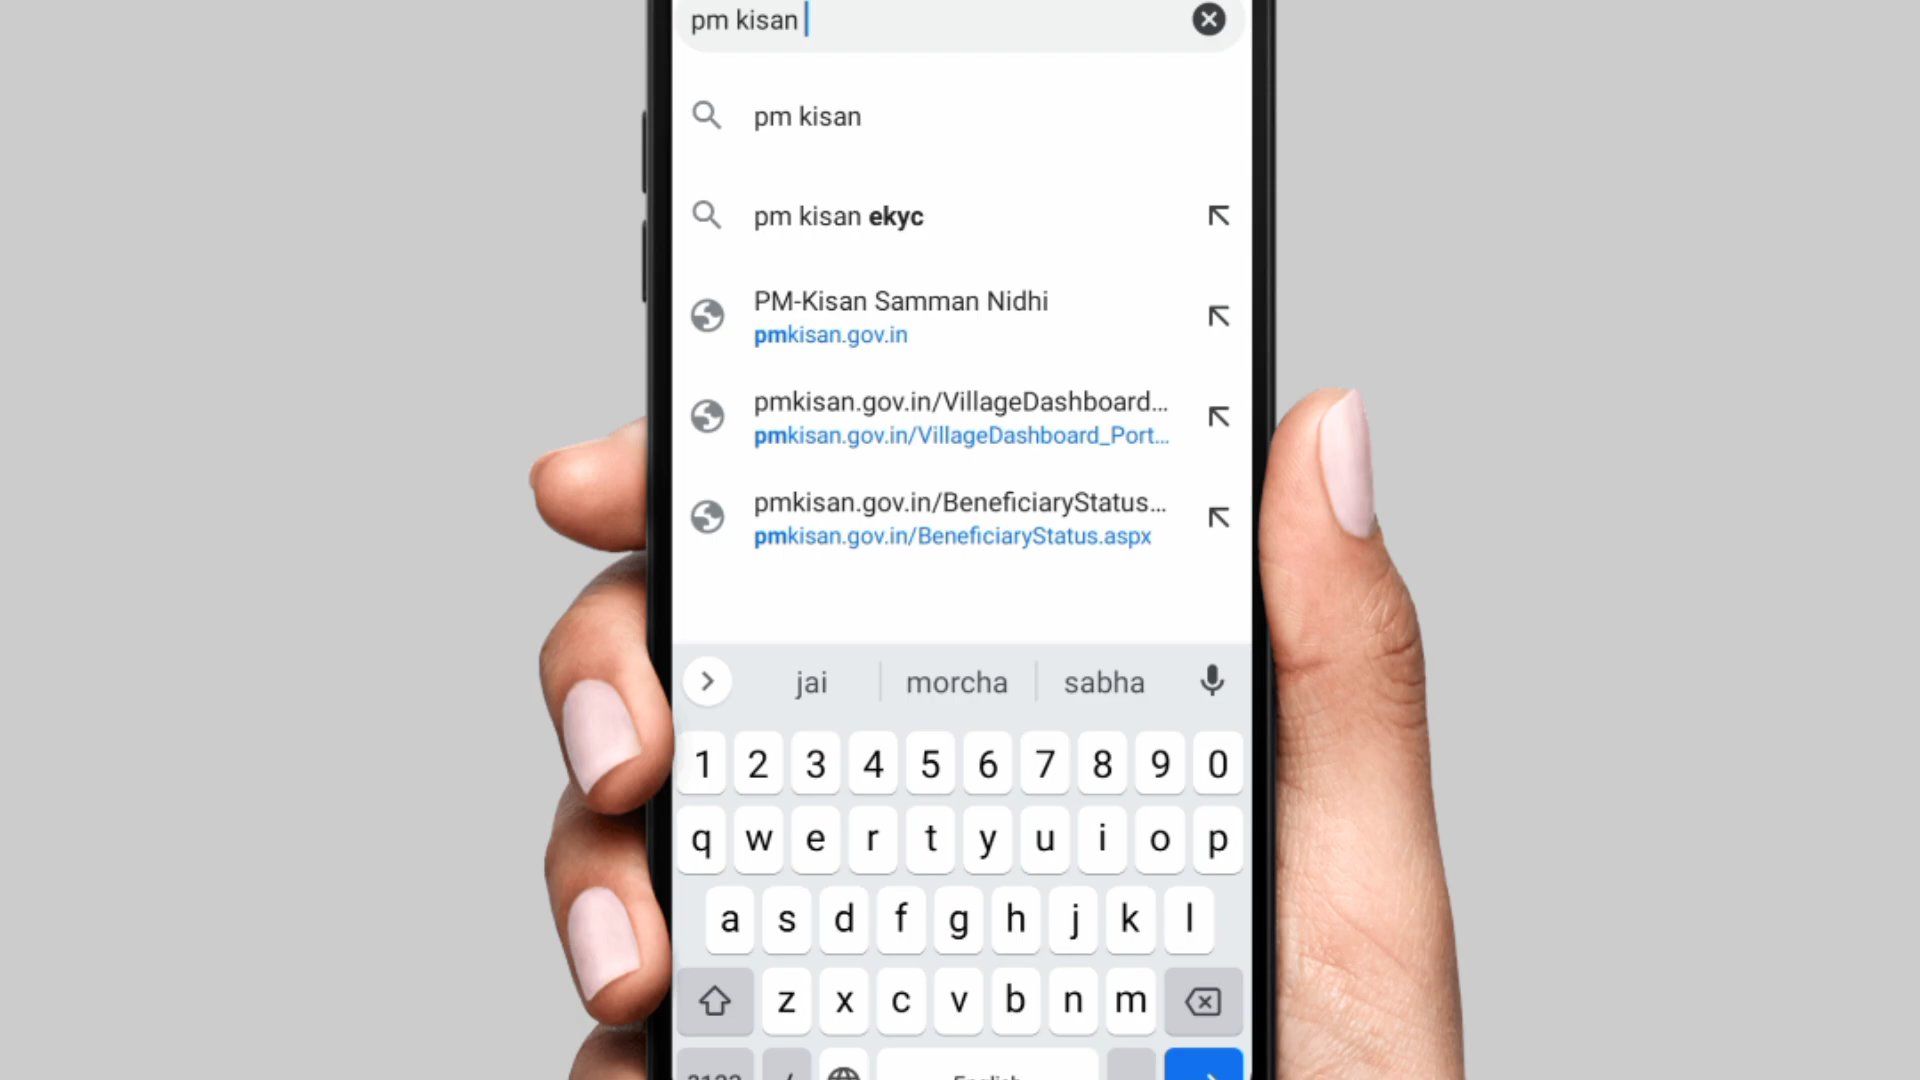 pm kisan
pm kisan
pm kisan ekyc
PM-Kisan Samman Nidhi
pmkisan.gov.in
pmkisan.gov.in/VillageDashboard...
pmkisan.gov.in/VillageDashboard_Port...
pmkisan.gov.in/BeneficiaryStatus...
pmkisan.gov.in/BeneficiaryStatus.aspx
jai morcha sabha
1 2 3 4 5 6 7 8 9 0
q w e r t y u i o p
a s d f g h j k l
z x c v b n m
English